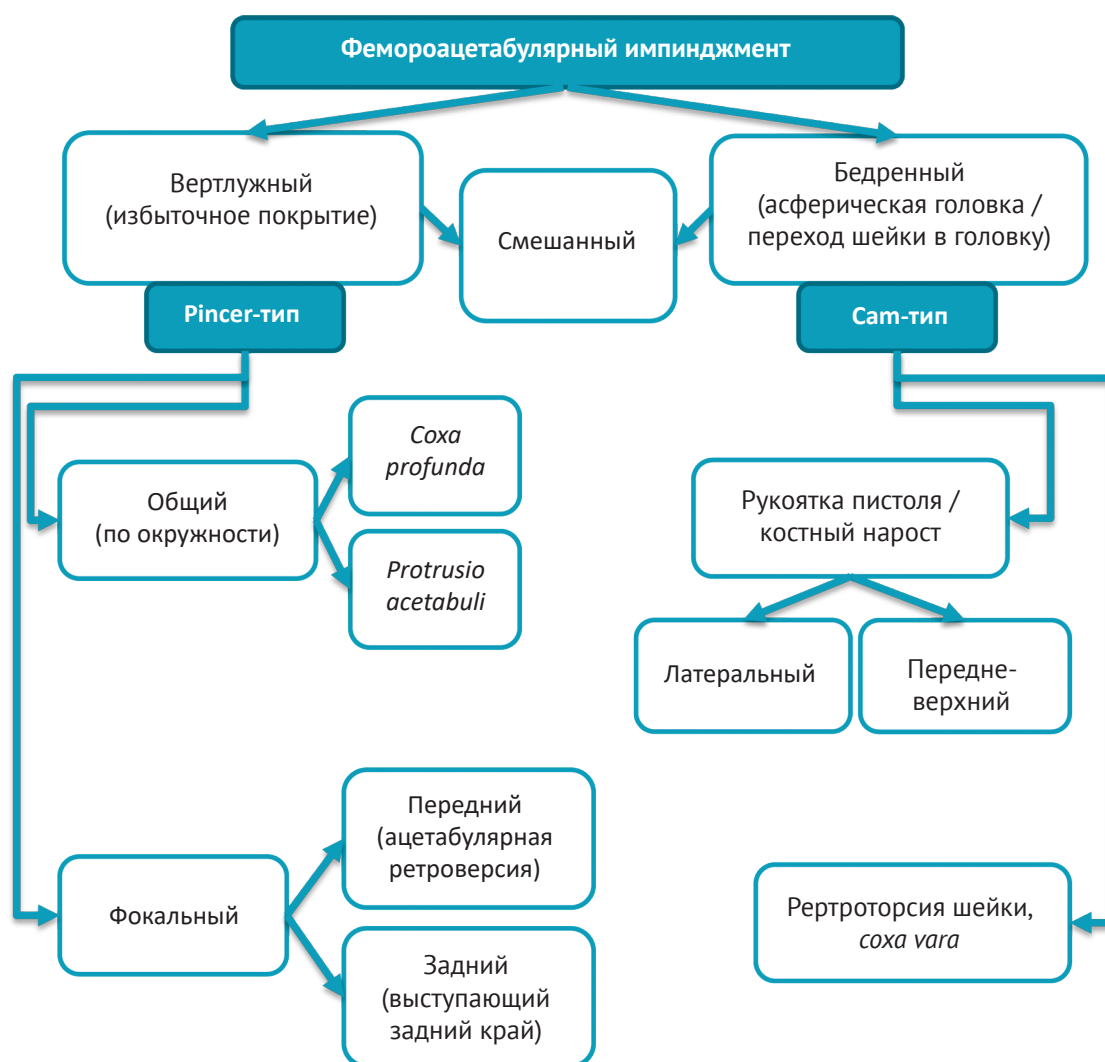 Фемороацетабулярный импинджмент
Вертлужный
(избыточное покрытие)
Смешанный
Бедренный
(асферическая головка /
переход шейки в головку)
Pincer-тип
Cam-тип
Coxa
profunda
Общий
(по окружности)
Protrusio
acetabuli
Рукоятка пистоля /
костный нарост
Латеральный
Передне-
верхний
Передний
(ацетабулярная
ретроверсия)
Фокальный
Задний
(выступающий
задний край)
Рертроторсия шейки,
coxa vara